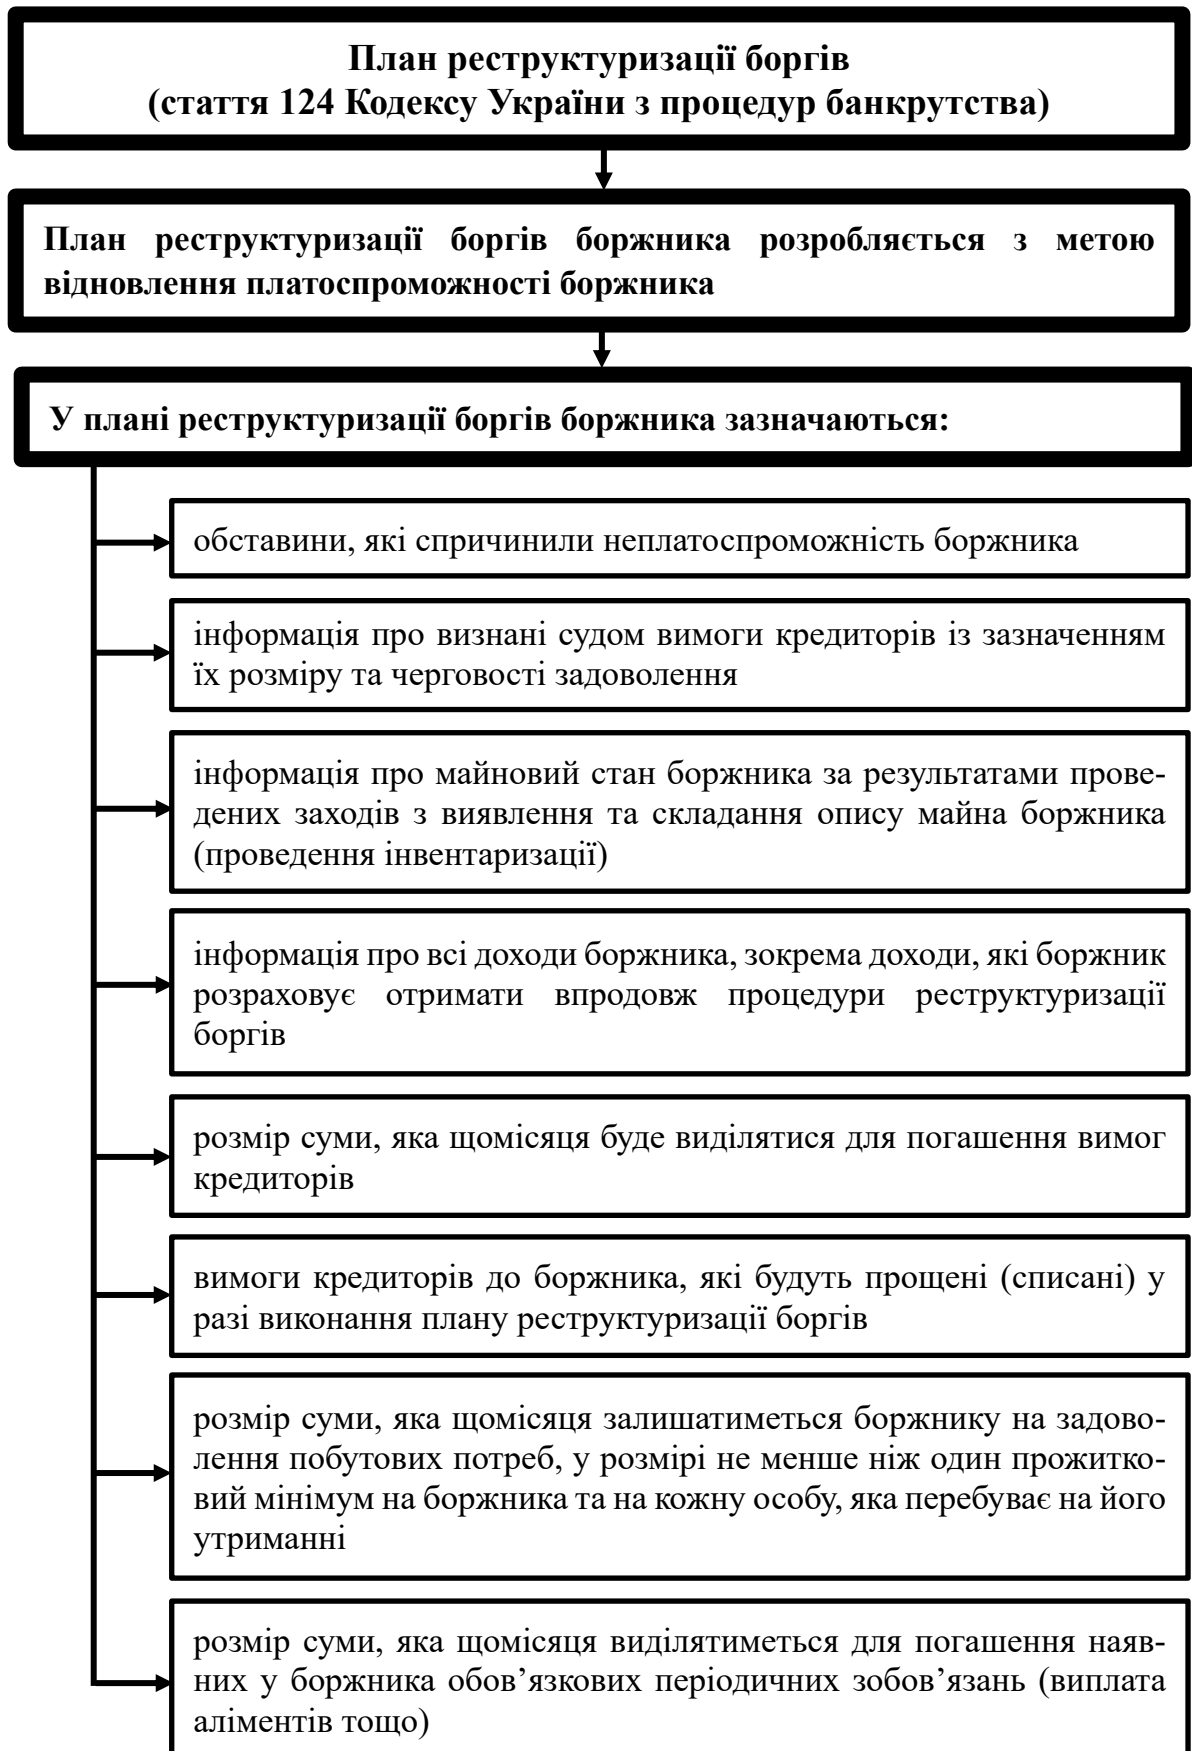 План реструктуризації боргів
(стаття 124 Кодексу України з процедур банкрутства)
План реструктуризації боргів боржника розробляється з метою
відновлення платоспроможності боржника
У плані реструктуризації боргів боржника зазначаються:
обставини, які спричинили неплатоспроможність боржника
інформація про визнані судом вимоги кредиторів із зазначенням
їх розміру та черговості задоволення
інформація про майновий стан боржника за результатами прове-
дених заходів з виявлення та складання опису майна боржника
(проведення інвентаризації)
інформація про всі доходи боржника, зокрема доходи, які боржник
розраховує отримати впродовж процедури реструктуризації
боргів
розмір суми, яка щомісяця буде виділятися для погашення вимог
кредиторів
вимоги кредиторів до боржника, які будуть прощені (списані) у
разі виконання плану реструктуризації боргів
розмір суми, яка щомісяця залишатиметься боржнику на задово-
лення побутових потреб, у розмірі не менше ніж один прожитко-
вий мінімум на боржника та на кожну особу, яка перебуває на його
утриманні
розмір суми, яка щомісяця виділятиметься для погашення наяв-
них у боржника обов’язкових періодичних зобов’язань (виплата
аліментів тощо)